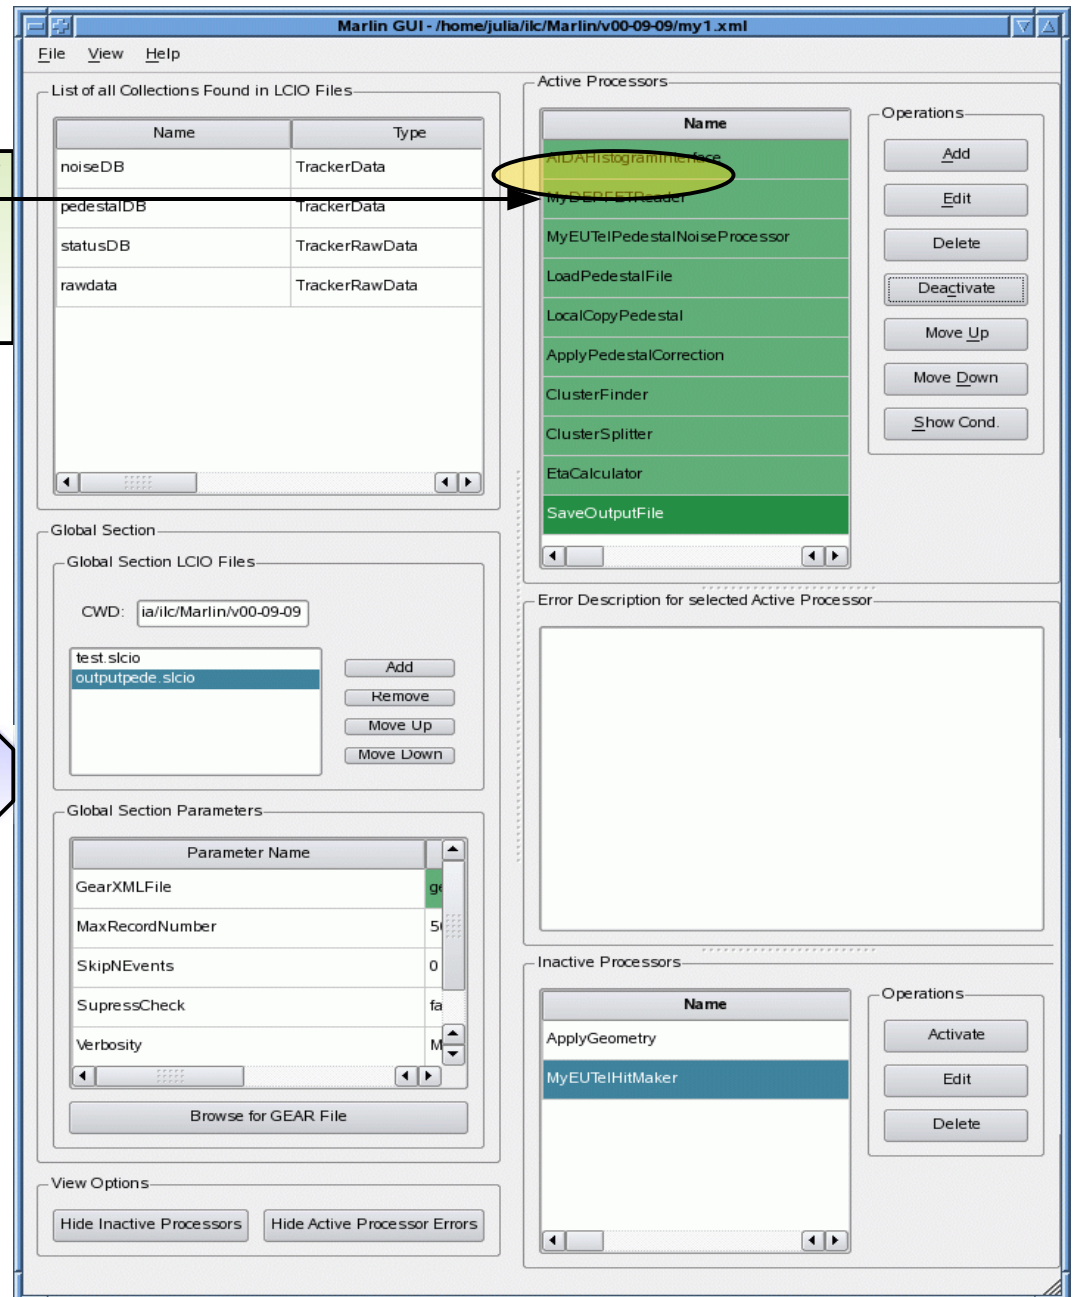 Marlin GUI - /home/julia/ilc/Marlin/v00-09-09/my1.xml
File View Help
List of all Collections Found in LCIO Files
Name Type
noiseDB TrackerData
pedestalDB TrackerData
statusDB TrackerRawData
rawdata TrackerRawData
Global Section
Global Section LCIO Files
CWD: ia/ilc/Marlin/v00-09-09
test.slcio
outputpede.slcio
Add
Remove
Move Up
Move Down
Global Section Parameters
Parameter Name
GearXMLFile ge
MaxRecordNumber 50
SkipNEvents 0
SupressCheck fa
Verbosity M
Browse for GEAR File
View Options
Hide Inactive Processors Hide Active Processor Errors
Active Processors
Name
AIDAHistogramInterface
MyDEPFETReader
MyEUTelPedestalNoiseProcessor
LoadPedestalFile
LocalCopyPedestal
ApplyPedestalCorrection
ClusterFinder
ClusterSplitter
EtaCalculator
SaveOutputFile
Operations
Add
Edit
Delete
Deactivate
Move Up
Move Down
Show Cond.
Error Description for selected Active Processor
Inactive Processors
Name
ApplyGeometry
MyEUTelHitMaker
Operations
Activate
Edit
Delete